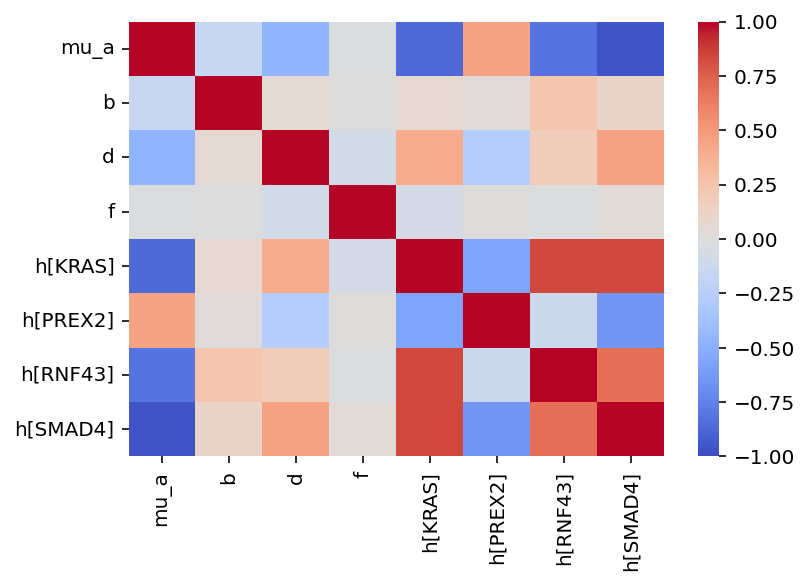 mu_a
b
d
f
h[KRAS]
h[PREX2]
h[RNF43]
h[SMAD4]
mu_a
b
d
f
h[KRAS]
h[PREX2]
h[RNF43]
h[SMAD4]
1.00
0.75
0.50
0.25
0.00
−0.25
−0.50
−0.75
−1.00